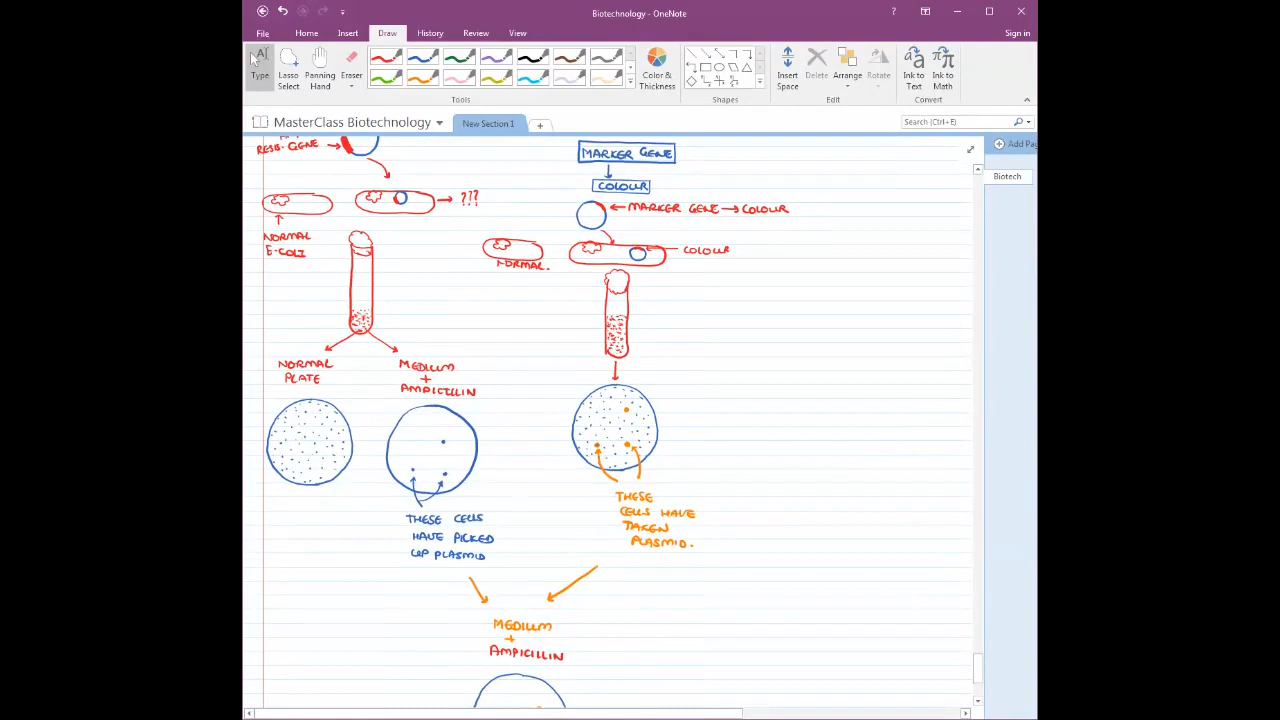 Biotechnology - OneNote
?
File
Home
Insert
Draw
History
Review
View
Sign in
Type
Lasso
Select
Panning
Hand
Eraser
Color &
Thickness
Insert
Space
Delete
Arrange
Rotate
Ink to
Text
Ink to
Math
Tools
Shapes
Edit
Convert
MasterClass Biotechnology
New Section 1
Search (Ctrl+E)
Add Pag
Biotech
RESIS. GENE
???
NORMAL
E-COLI
NORMAL
PLATE
MEDIUM
+
AMPICILLIN
THESE CELLS
HAVE PICKED
UP PLASMID
MARKER GENE
COLOUR
MARKER GENE → COLOUR
NORMAL.
COLOUR
THESE
CELLS HAVE
TAKEN
PLASMID.
MEDIUM
+
AMPICILLIN